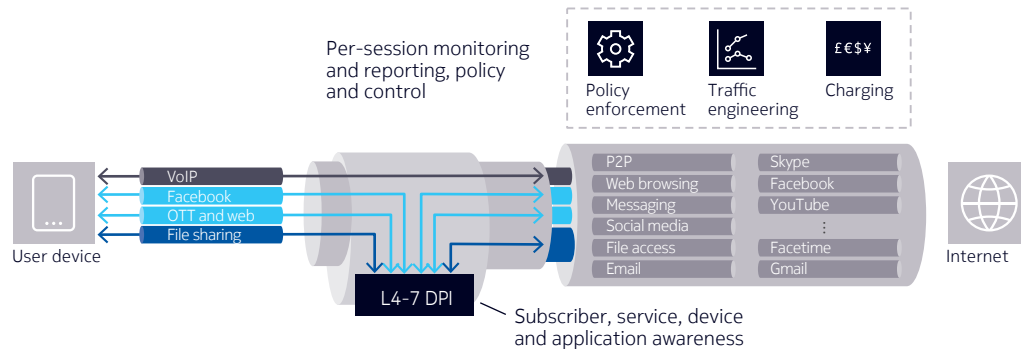 Per-session monitoring
and reporting, policy
and control
£€$¥
Policy
enforcement
Traffic
engineering
Charging
VoIP
Facebook
OTT and web
File sharing
User device
L4-7 DPI
Subscriber, service, device
and application awareness
P2P
Web browsing
Messaging
Social media
File access
Email
Skype
Facebook
YouTube
⋮
Facetime
Gmail
Internet